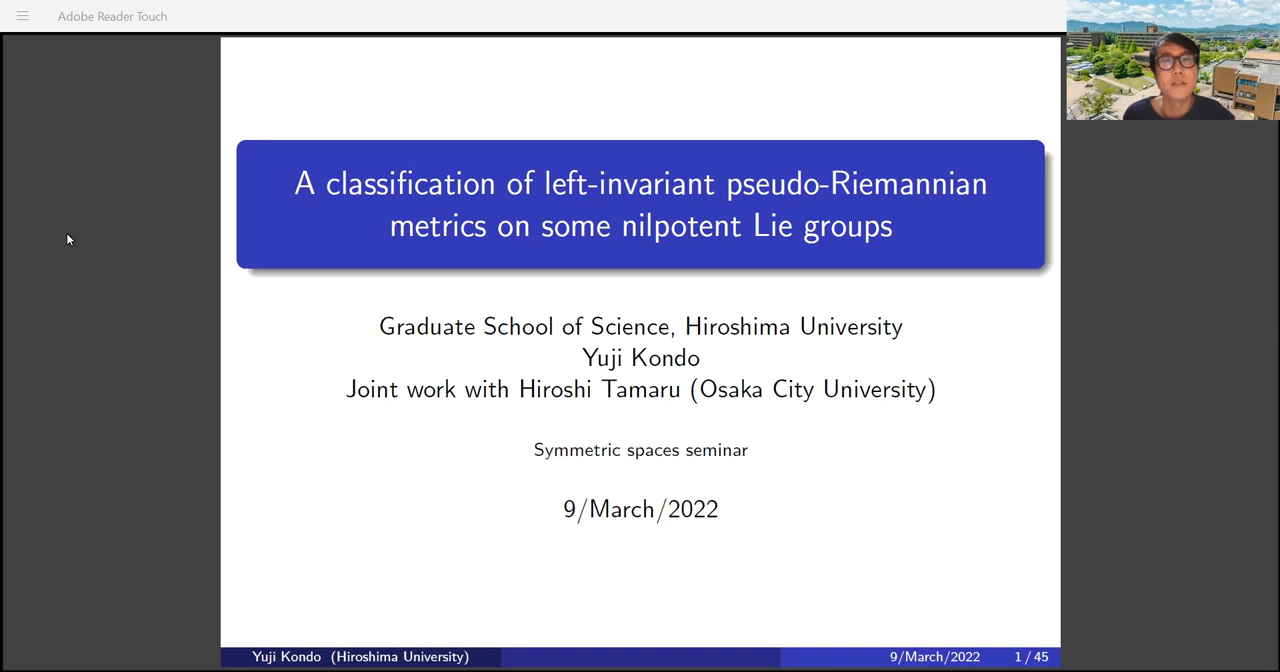 Adobe Reader Touch
A classification of left-invariant pseudo-Riemannian
metrics on some nilpotent Lie groups
Graduate School of Science, Hiroshima University
Yuji Kondo
Joint work with Hiroshi Tamaru (Osaka City University)
Symmetric spaces seminar
9/March/2022
Yuji Kondo (Hiroshima University) 9/March/2022 1 / 45